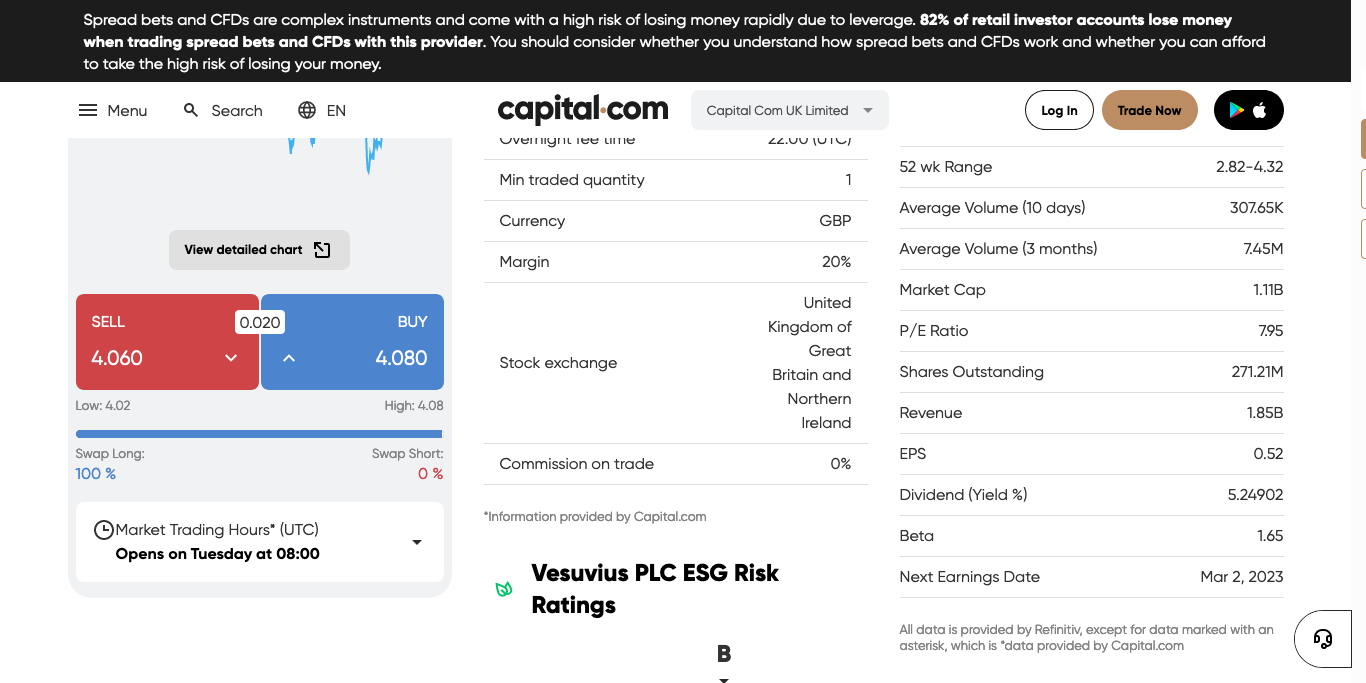 Spread bets and CFDs are complex instruments and come with a high risk of losing money rapidly due to leverage. 82% of retail investor accounts lose money
when trading spread bets and CFDs with this provider. You should consider whether you understand how spread bets and CFDs work and whether you can afford
to take the high risk of losing your money.
Menu
Search
EN
capital.com
Capital Com UK Limited
Log In
Trade Now
View detailed chart
SELL
0.020
BUY
4.060
4.080
Low: 4.02
High: 4.08
Swap Long:
Swap Short:
100 %
0 %
Market Trading Hours* (UTC)
Opens on Tuesday at 08:00
Overnight fee time 22:00 (UTC)
Min traded quantity 1
Currency GBP
Margin 20%
Stock exchange
United
Kingdom of
Great
Britain and
Northern
Ireland
Commission on trade 0%
*Information provided by Capital.com
Vesuvius PLC ESG Risk
Ratings
B
52 wk Range 2.82-4.32
Average Volume (10 days) 307.65K
Average Volume (3 months) 7.45M
Market Cap 1.11B
P/E Ratio 7.95
Shares Outstanding 271.21M
Revenue 1.85B
EPS 0.52
Dividend (Yield %) 5.24902
Beta 1.65
Next Earnings Date Mar 2, 2023
All data is provided by Refinitiv, except for data marked with an
asterisk, which is *data provided by Capital.com